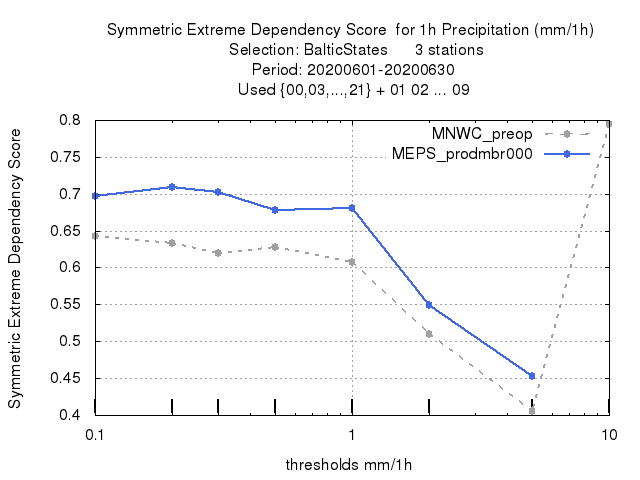 Symmetric Extreme Dependency Score  for 1h Precipitation (mm/1h)
Selection: BalticStates      3 stations
Period: 20200601-20200630
Used {00,03,...,21} + 01 02 ... 09
Symmetric Extreme Dependency Score
0.8
0.75
0.7
0.65
0.6
0.55
0.5
0.45
0.4
MNWC_preop
MEPS_prodmbr000
0.1
1
10
thresholds mm/1h